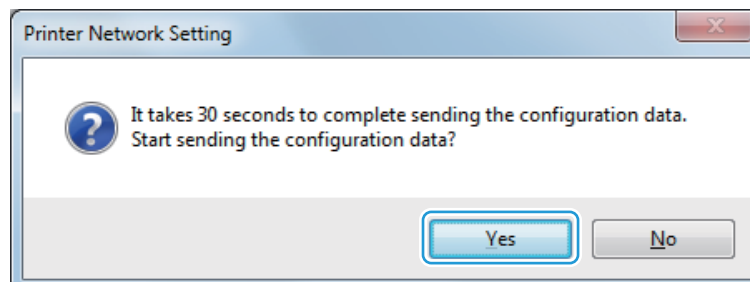 Printer Network Setting
It takes 30 seconds to complete sending the configuration data.
Start sending the configuration data?
Yes
No